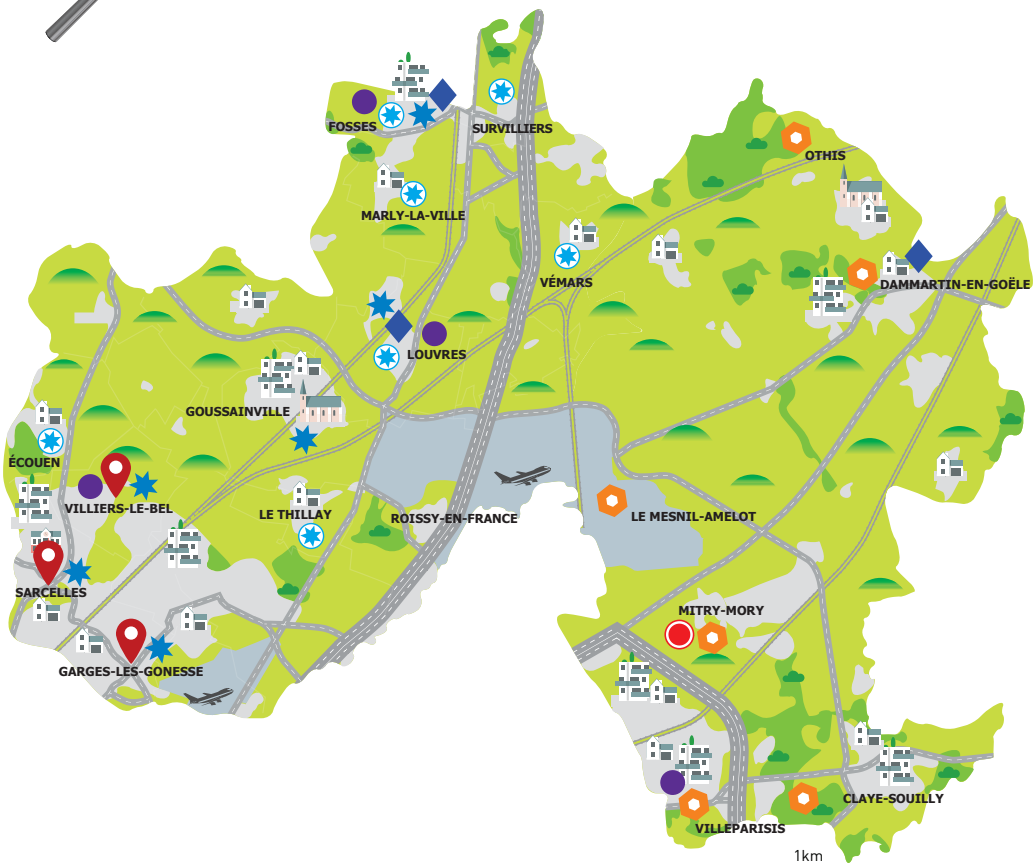 FOSSES
SURVILLIERS
OTHIS
MARLY-LA-VILLE
VÉMARS
DAMMARTIN-EN-GOËLE
LOUVRES
GOUSSAINVILLE
ÉCOUEN
VILLIERS-LE-BEL
LE THILLAY
ROISSY-EN-FRANCE
LE MESNIL-AMELOT
SARCELLES
MITRY-MORY
GARGES-LES-GONESSE
CLAYE-SOUILLY
VILLEPARISIS
1km